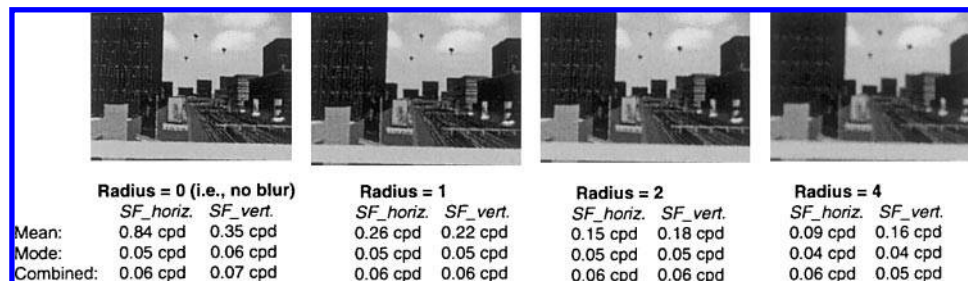 Radius = 0 (i.e., no blur) Radius = 1 Radius = 2 Radius = 4
SF_horiz. SF_vert. SF_horiz. SF_vert. SF_horiz. SF_vert. SF_horiz. SF_vert.
Mean: 0.84 cpd 0.35 cpd 0.26 cpd 0.22 cpd 0.15 cpd 0.18 cpd 0.09 cpd 0.16 cpd
Mode: 0.05 cpd 0.06 cpd 0.05 cpd 0.05 cpd 0.05 cpd 0.05 cpd 0.04 cpd 0.04 cpd
Combined: 0.06 cpd 0.07 cpd 0.06 cpd 0.06 cpd 0.06 cpd 0.06 cpd 0.06 cpd 0.05 cpd